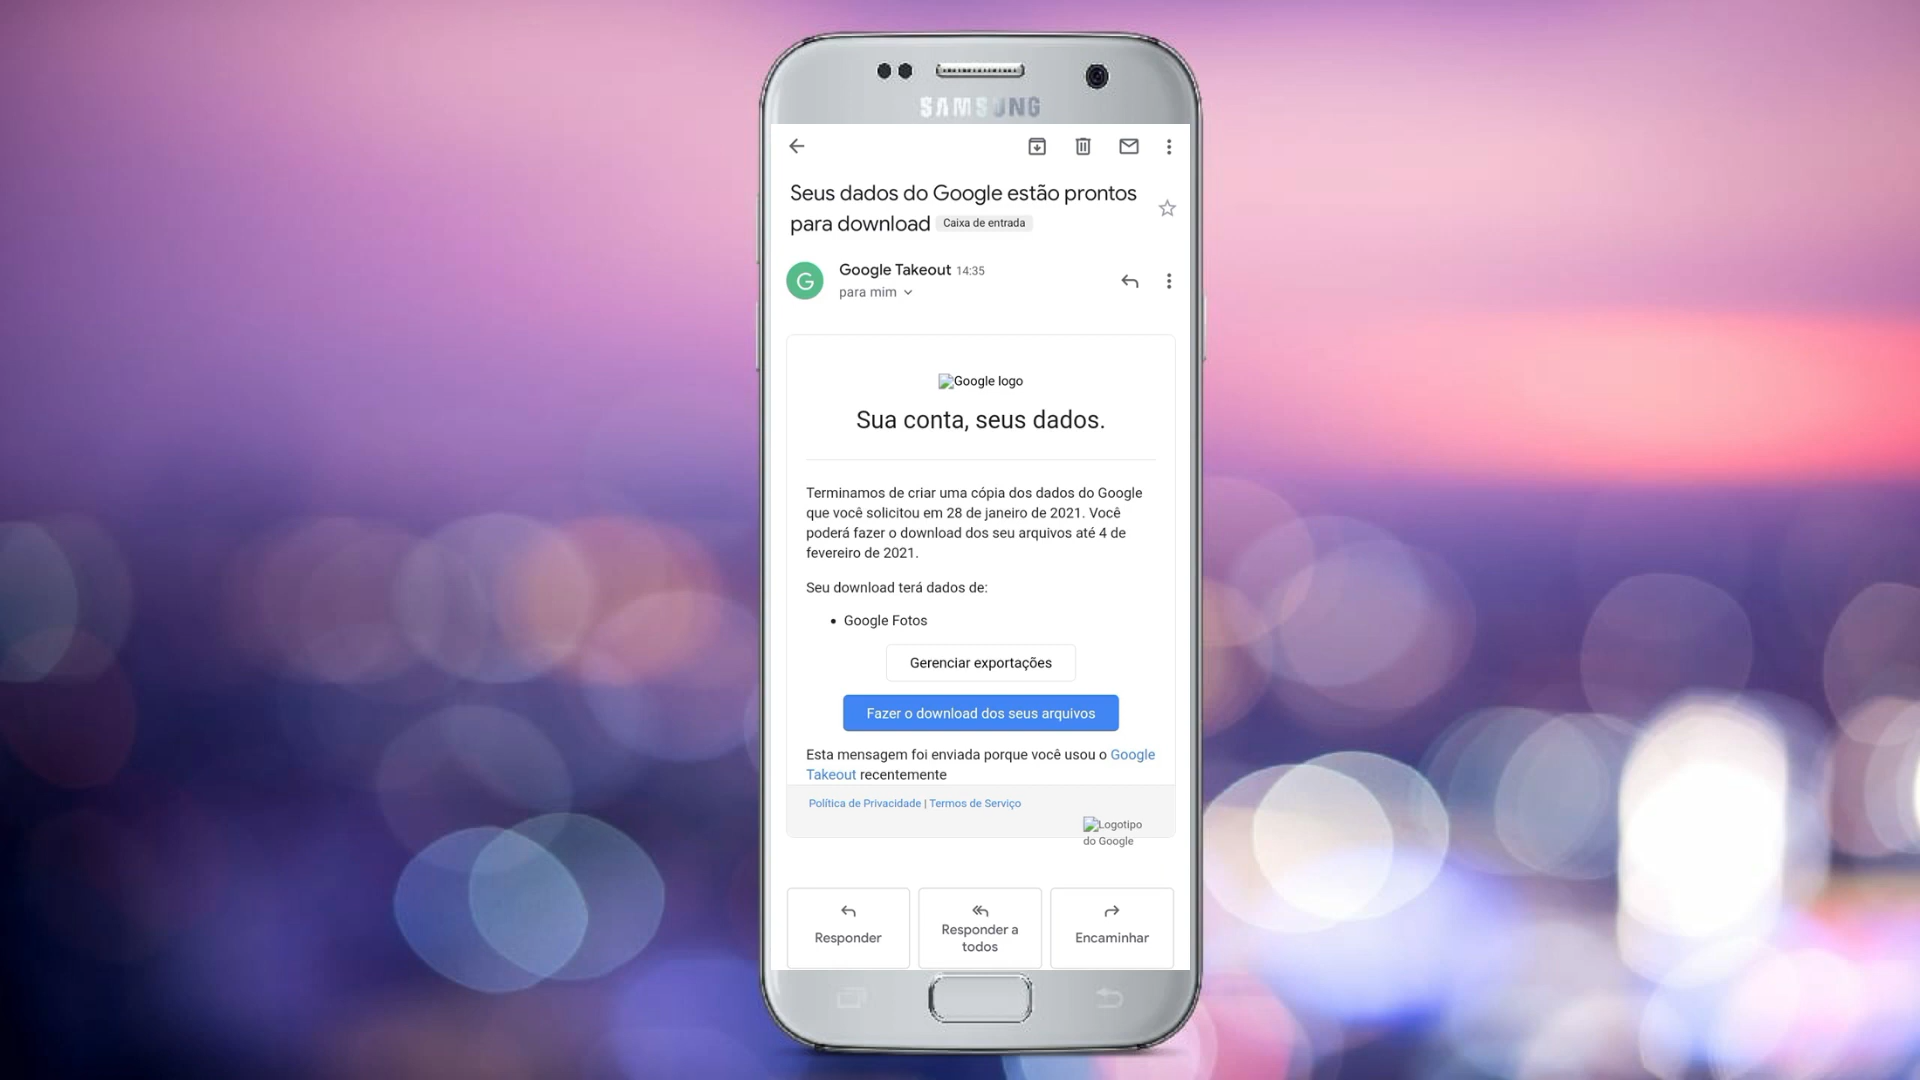 SAMSUNG
Seus dados do Google estão prontos
para download Caixa de entrada
G
Google Takeout 14:35
para mim
Google logo
Sua conta, seus dados.
Terminamos de criar uma cópia dos dados do Google
que você solicitou em 28 de janeiro de 2021. Você
poderá fazer o download dos seu arquivos até 4 de
fevereiro de 2021.
Seu download terá dados de:
• Google Fotos
Gerenciar exportações
Fazer o download dos seus arquivos
Esta mensagem foi enviada porque você usou o Google
Takeout recentemente
Política de Privacidade | Termos de Serviço
Logotipo
do Google
Responder
Responder a
todos
Encaminhar